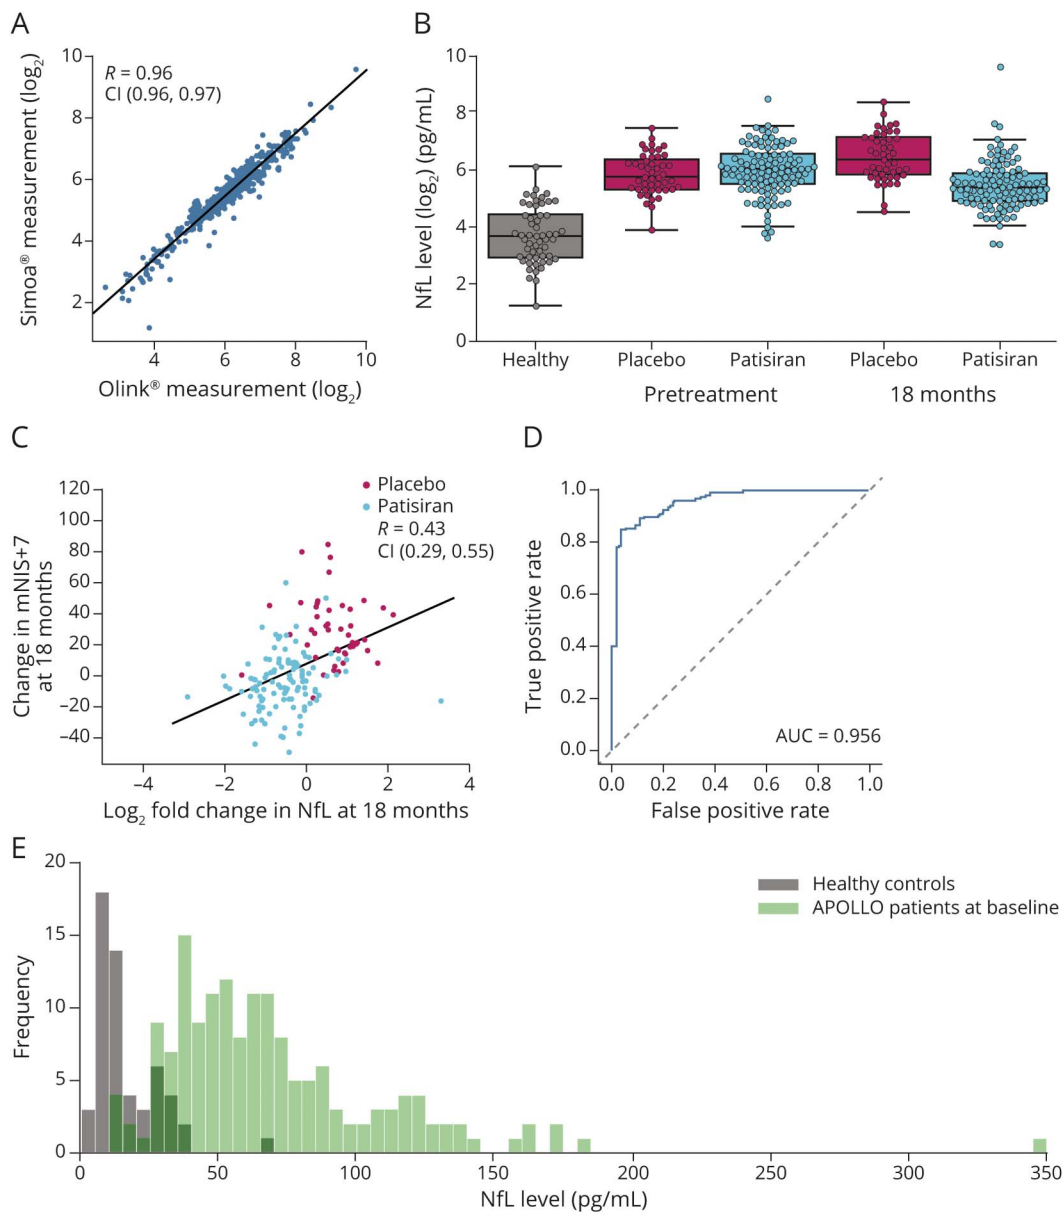 A
Simoa® measurement (log₂)
10
8
6
4
2
R = 0.96
CI (0.96, 0.97)
4
6
8
10
Olink® measurement (log₂)
B
NfL level (log₂) (pg/mL)
10
8
6
4
2
0
Healthy
Placebo
Patisiran
Placebo
Patisiran
Pretreatment
18 months
C
Change in mNIS+7
at 18 months
120
100
80
60
40
20
0
−20
−40
Placebo
Patisiran
R = 0.43
CI (0.29, 0.55)
−4
−2
0
2
4
Log₂ fold change in NfL at 18 months
D
True positive rate
1.0
0.8
0.6
0.4
0.2
0.0
AUC = 0.956
0.0
0.2
0.4
0.6
0.8
1.0
False positive rate
E
Frequency
20
15
10
5
0
Healthy controls
APOLLO patients at baseline
0
50
100
150
200
250
300
350
NfL level (pg/mL)